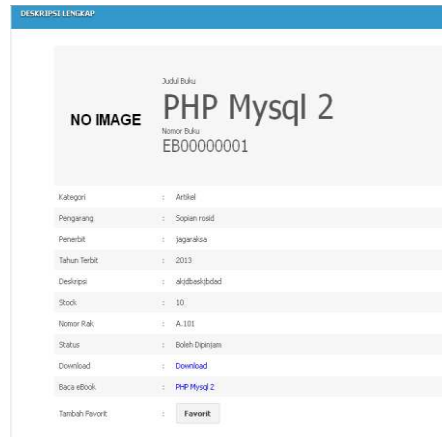 DESKRIPSI LENGKAP
NO IMAGE
Judul Buku
PHP Mysql 2
Nomor Buku
EB00000001
Kategori : Artikel
Pengarang : Sopian rosid
Penerbit : jagaraksa
Tahun Terbit : 2013
Deskripsi : akjdbaskjbdad
Stock : 10
Nomor Rak : A.101
Status : Boleh Dipinjam
Download : Download
Baca eBook : PHP Mysql 2
Tambah Favorit : Favorit